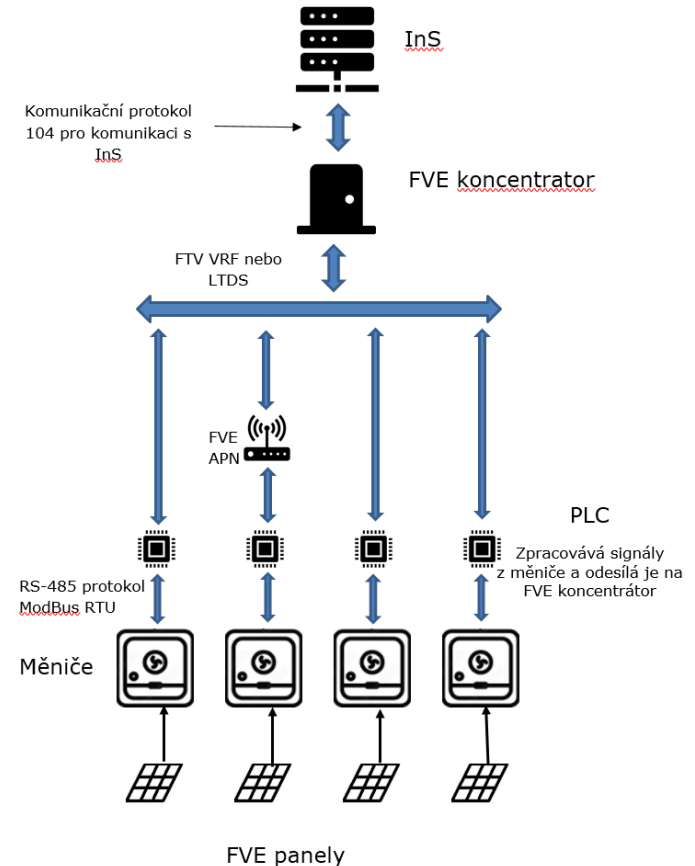 InS
Komunikační protokol
104 pro komunikaci s
InS
FVE koncentrator
FTV VRF nebo
LTDS
FVE
APN
PLC
Zpracovává signály
z měniče a odesílá je na
FVE koncentrátor
RS-485 protokol
ModBus RTU
Měniče
FVE panely